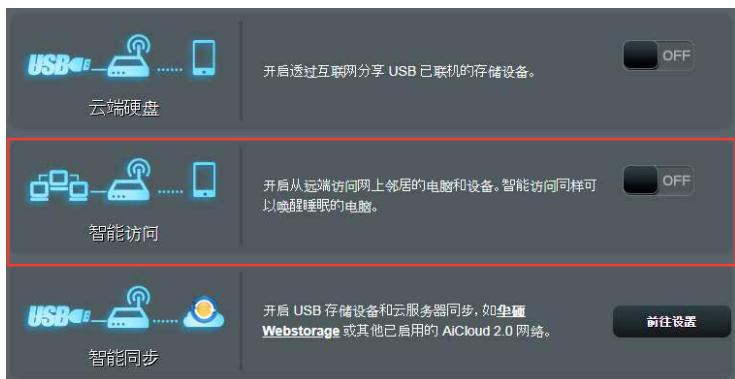 USB
开启透过互联网分享 USB 已联机的存储设备。
OFF
云端硬盘
开启从远端访问网上邻居的电脑和设备。智能访问同样可
以唤醒睡眠的电脑。
OFF
智能访问
USB
开启 USB 存储设备和云服务器同步, 如华硕
Webstorage 或其他已启用的 AiCloud 2.0 网络。
前往设置
智能同步